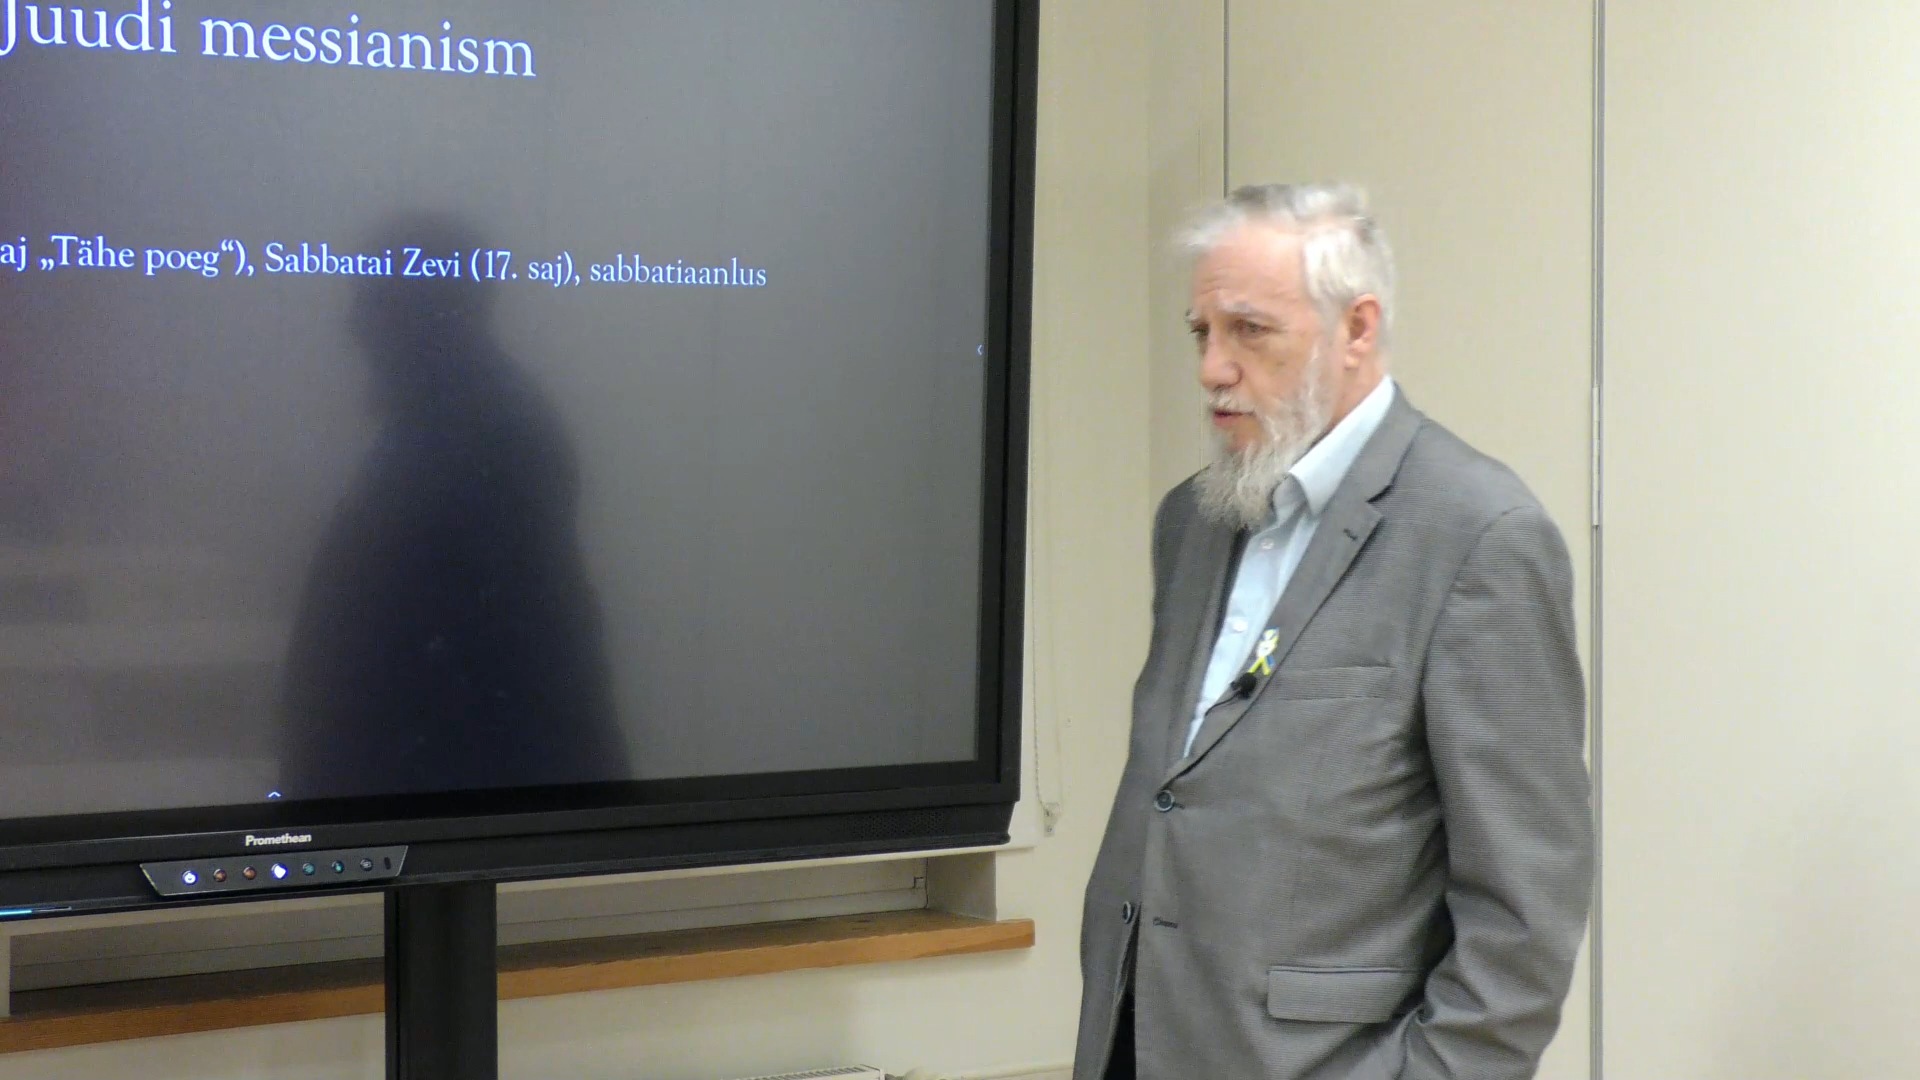 Juudi messianism
aj „Tähe poeg“), Sabbatai Zevi (17. saj), sabbatiaanlus
Promethean